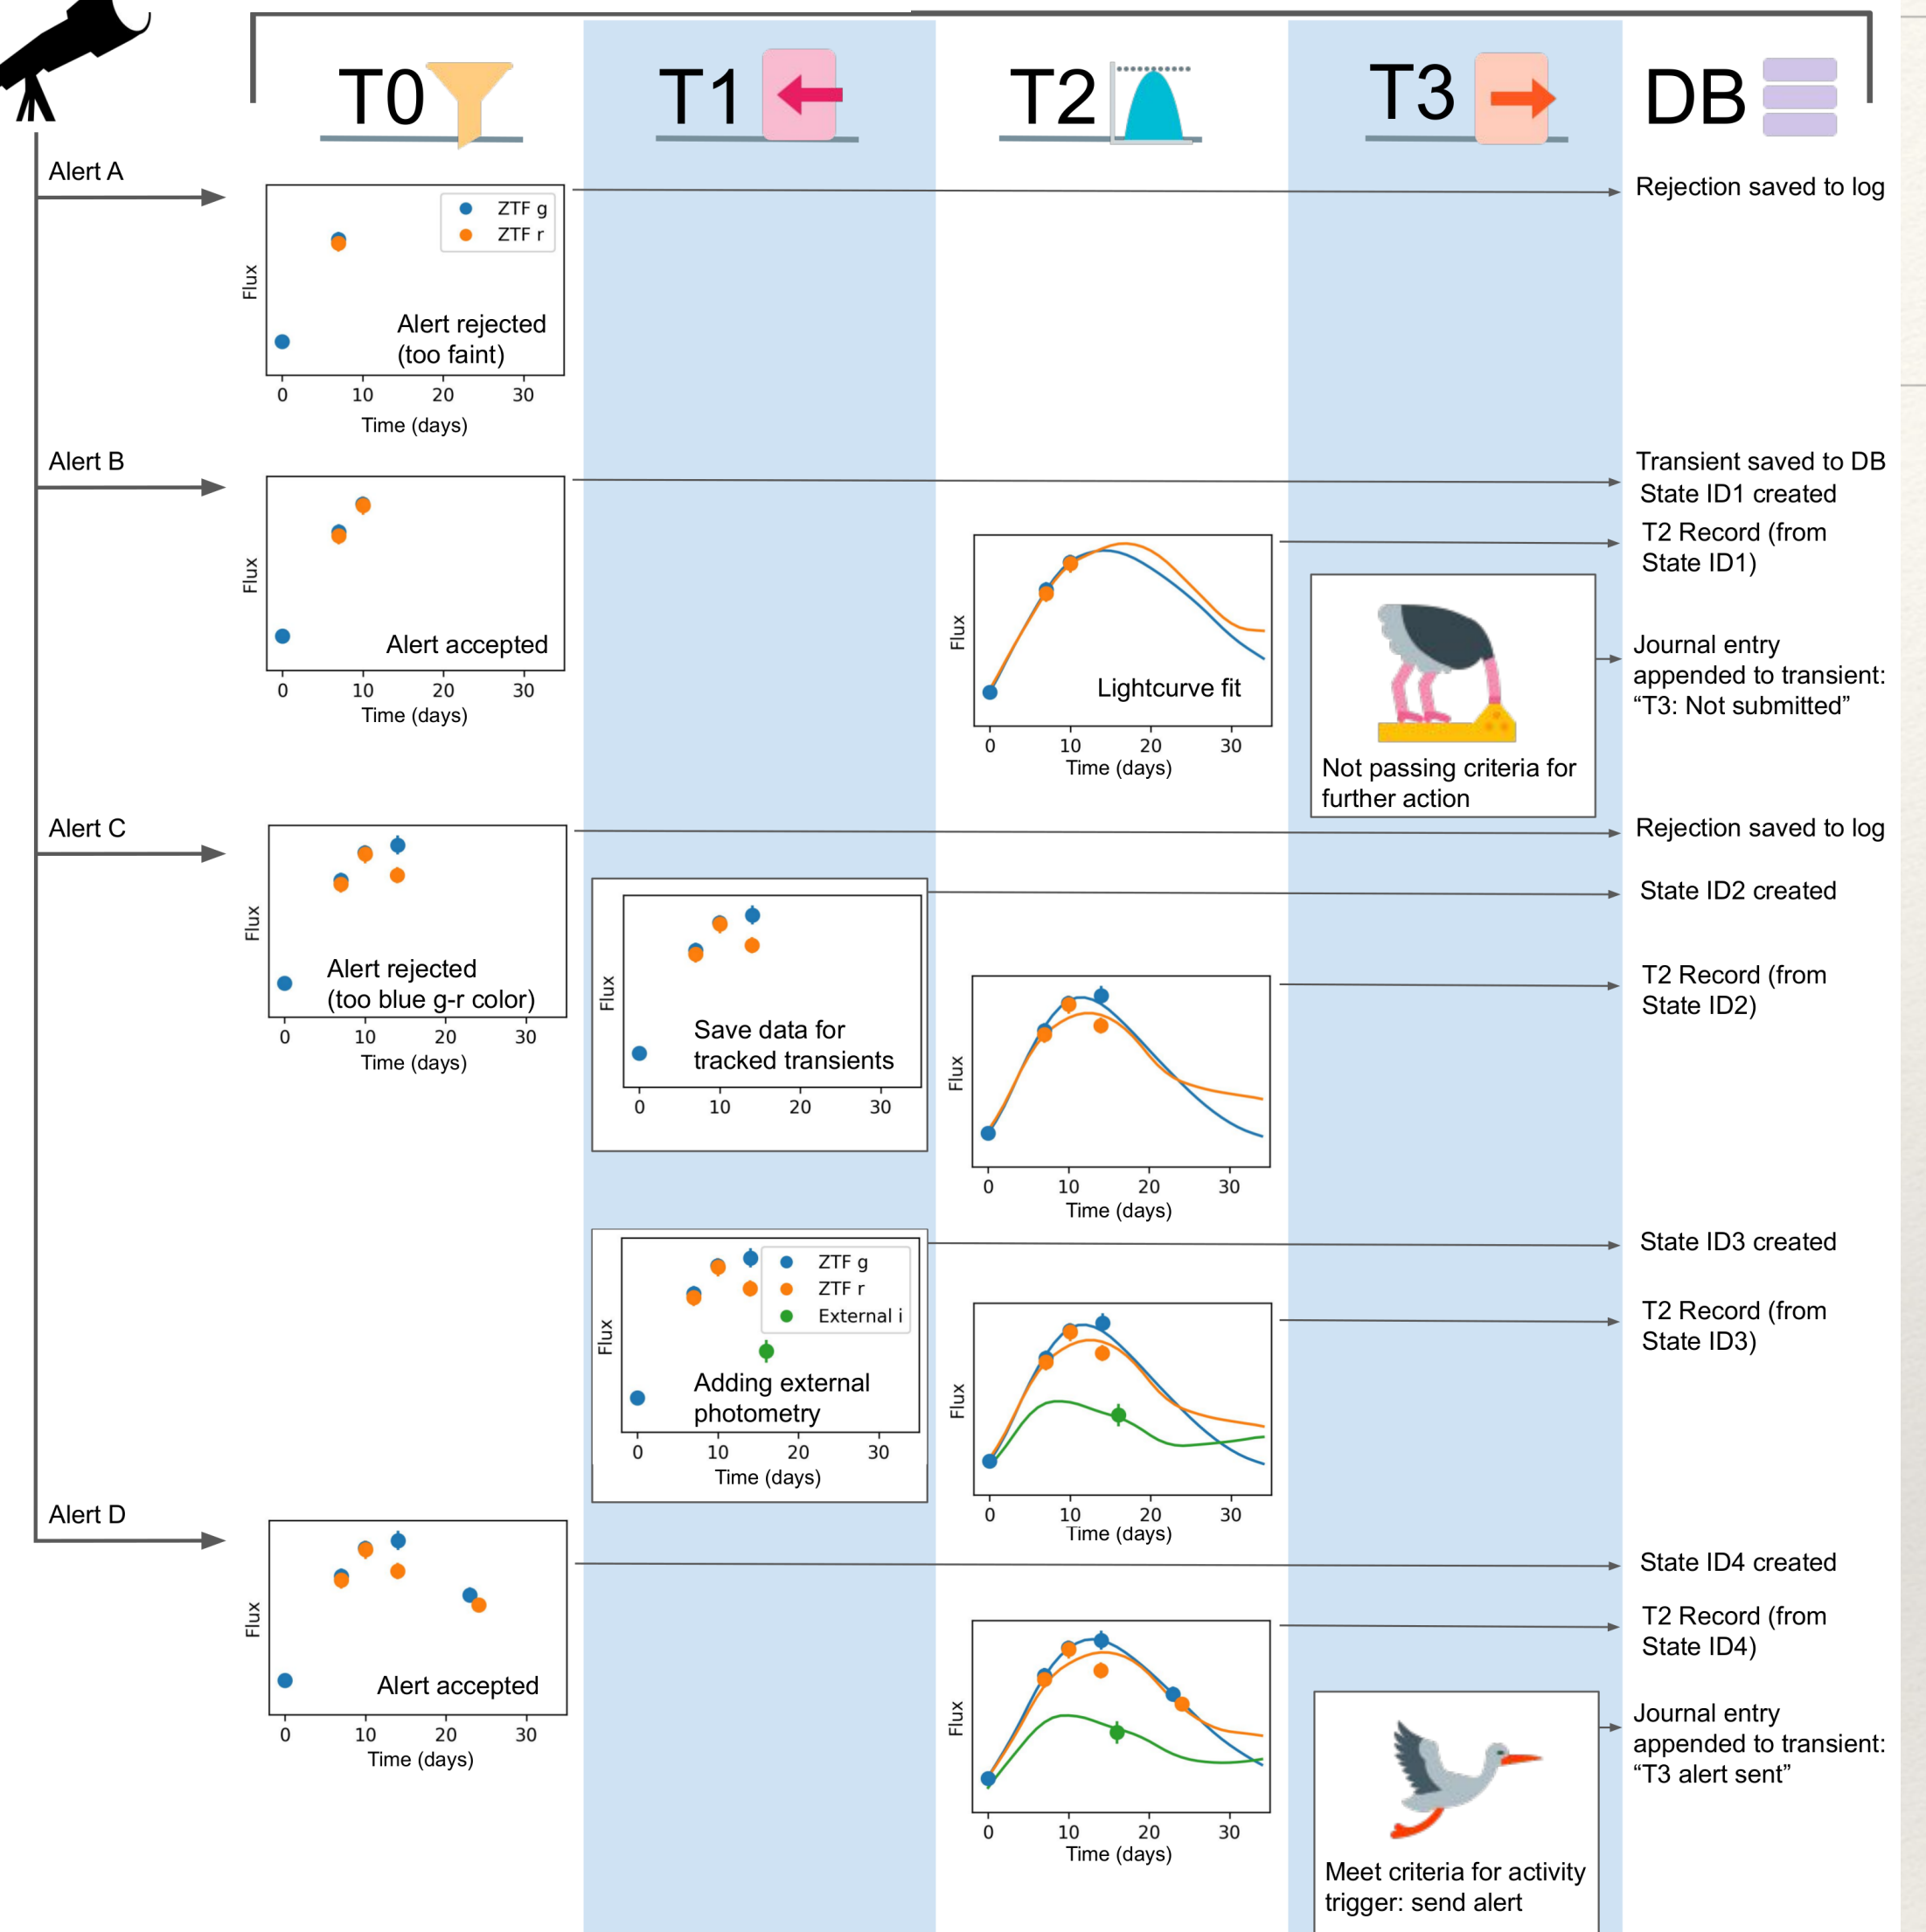 T0
T1
T2
T3
DB
Alert A
ZTF g
ZTF r
Flux
Alert rejected
(too faint)
0 10 20 30
Time (days)
Rejection saved to log
Alert B
Flux
Alert accepted
0 10 20 30
Time (days)
Transient saved to DB
State ID1 created
T2 Record (from
State ID1)
Flux
Lightcurve fit
0 10 20 30
Time (days)
Not passing criteria for
further action
Journal entry
appended to transient:
“T3: Not submitted”
Alert C
Flux
Alert rejected
(too blue g-r color)
0 10 20 30
Time (days)
Rejection saved to log
State ID2 created
Flux
Save data for
tracked transients
0 10 20 30
T2 Record (from
State ID2)
Flux
0 10 20 30
Time (days)
State ID3 created
ZTF g
ZTF r
External i
Flux
Adding external
photometry
0 10 20 30
Time (days)
T2 Record (from
State ID3)
Flux
0 10 20 30
Time (days)
Alert D
Flux
Alert accepted
0 10 20 30
Time (days)
State ID4 created
T2 Record (from
State ID4)
Flux
0 10 20 30
Time (days)
Journal entry
appended to transient:
“T3 alert sent”
Meet criteria for activity
trigger: send alert